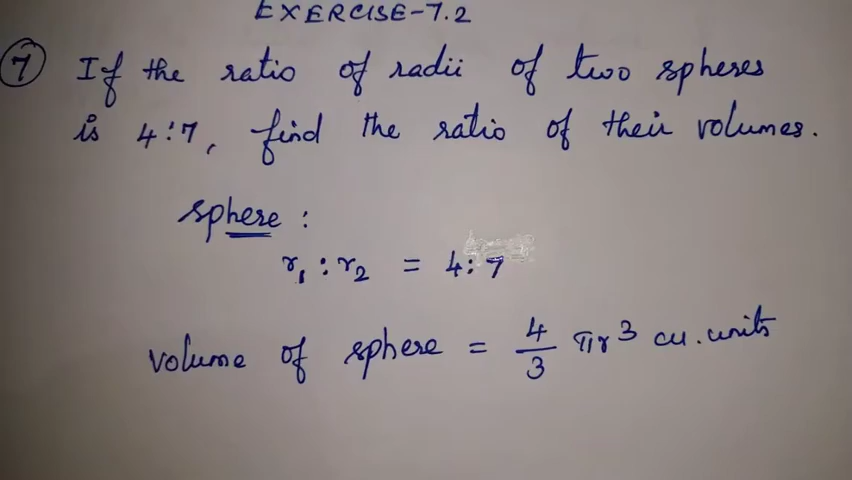 EXERCISE-7.2
7 If the ratio of radii of two spheres
is 4:7, find the ratio of their volumes.
sphere :
r₁ : r₂ = 4:7
volume of sphere = 4/3 πr³ cu.units